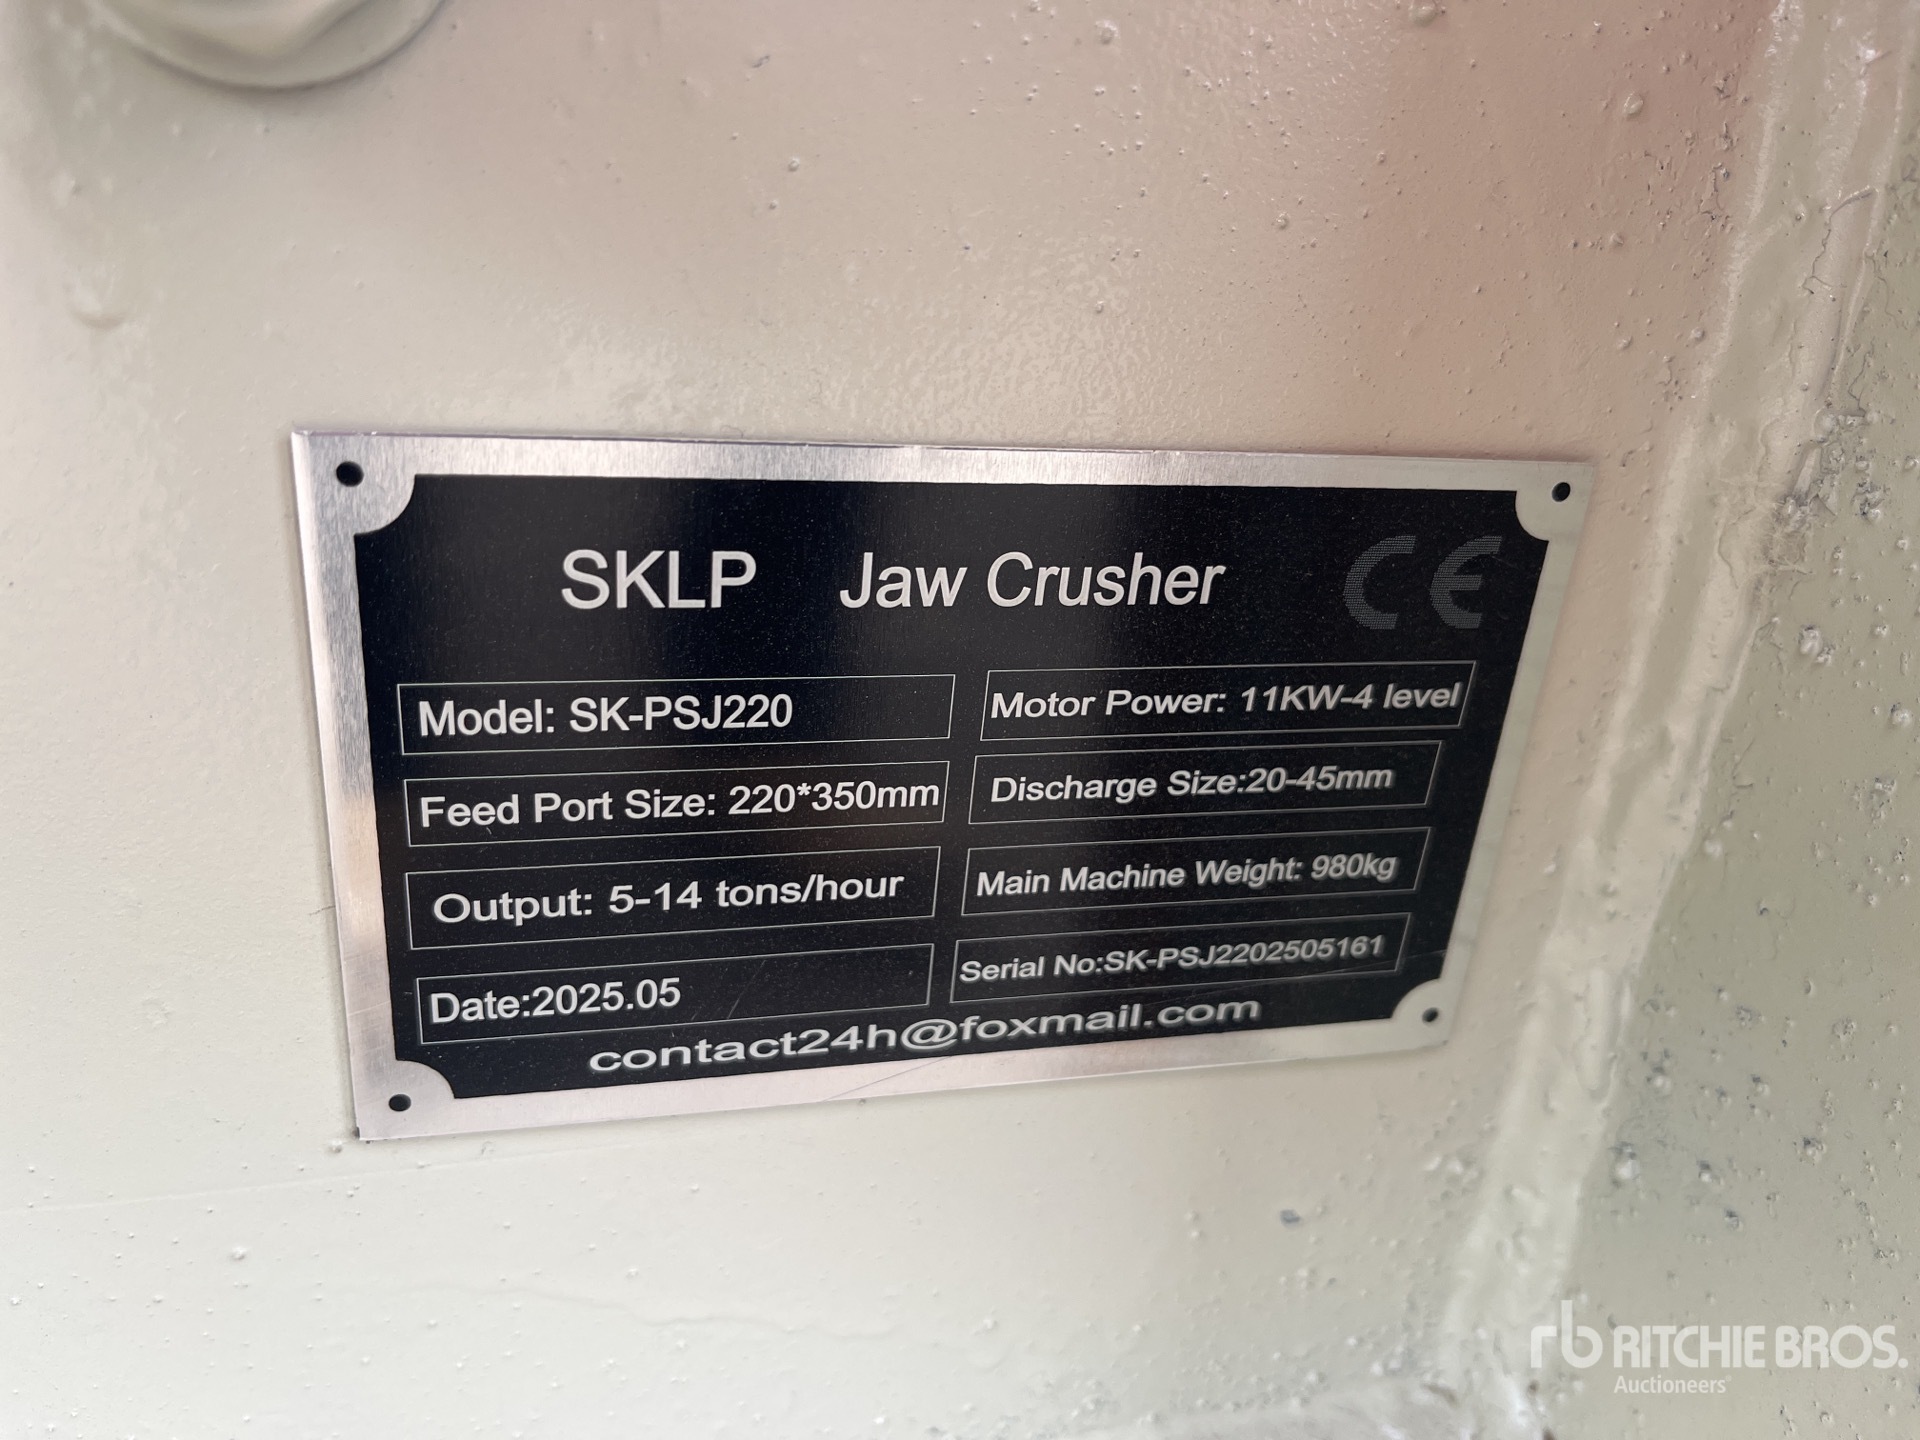 SKLP Jaw Crusher CE
Model: SK-PSJ220
Motor Power: 11KW-4 level
Feed Port Size: 220*350mm
Discharge Size:20-45mm
Output: 5-14 tons/hour
Main Machine Weight: 980kg
Date:2025.05
Serial No:SK-PSJ2202505161
contact24h@foxmail.com
rb RITCHIE BROS.
Auctioneers